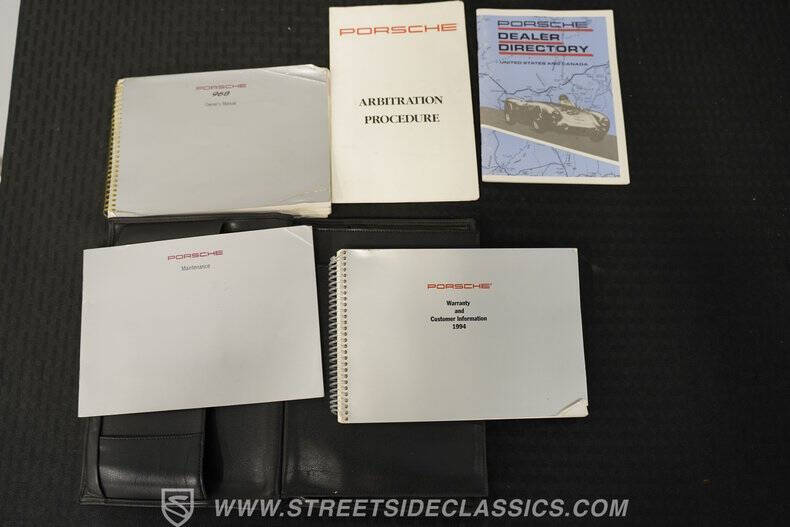 PORSCHE
968
Owner's Manual
PORSCHE
ARBITRATION
PROCEDURE
PORSCHE
DEALER
DIRECTORY
UNITED STATES AND CANADA
PORSCHE
Maintenance
PORSCHE
Warranty
and
Customer Information
1994
WWW.STREETSIDECLASSICS.COM